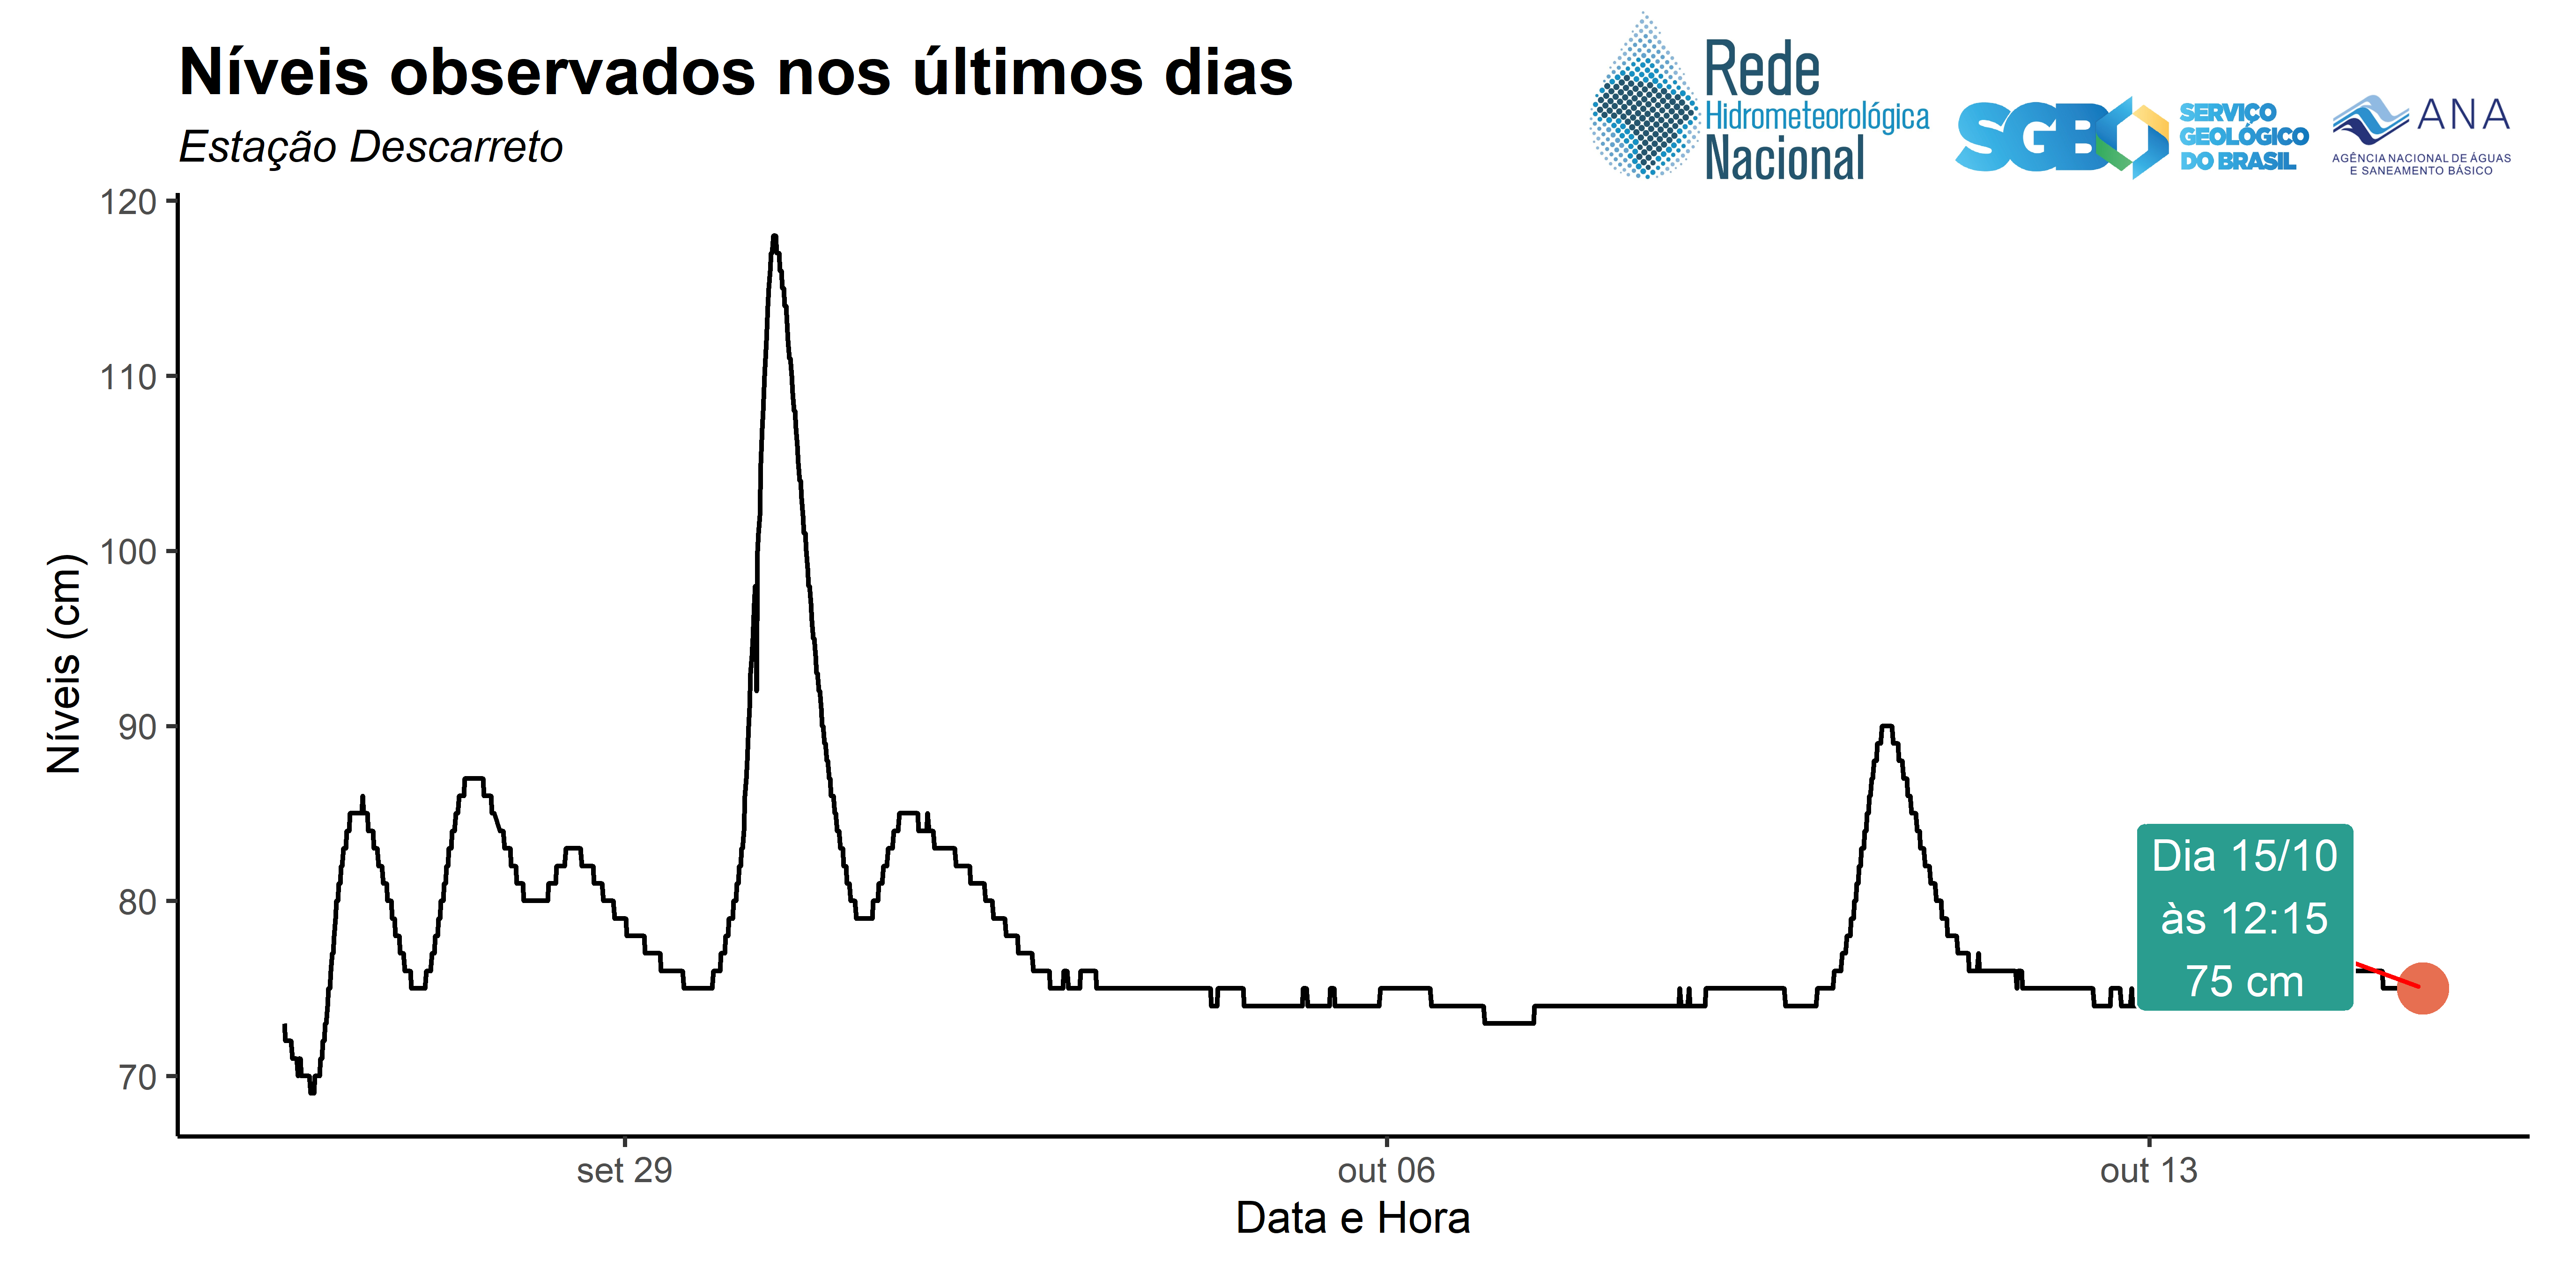 Níveis observados nos últimos dias
Estação Descarreto
Rede
Hidrometeorológica
Nacional
SGB
SERVIÇO
GEOLÓGICO
DO BRASIL
ANA
AGÊNCIA NACIONAL DE ÁGUAS
E SANEAMENTO BÁSICO
120
110
100
90
80
70
Níveis (cm)
Dia 15/10
às 12:15
75 cm
set 29
out 06
out 13
Data e Hora